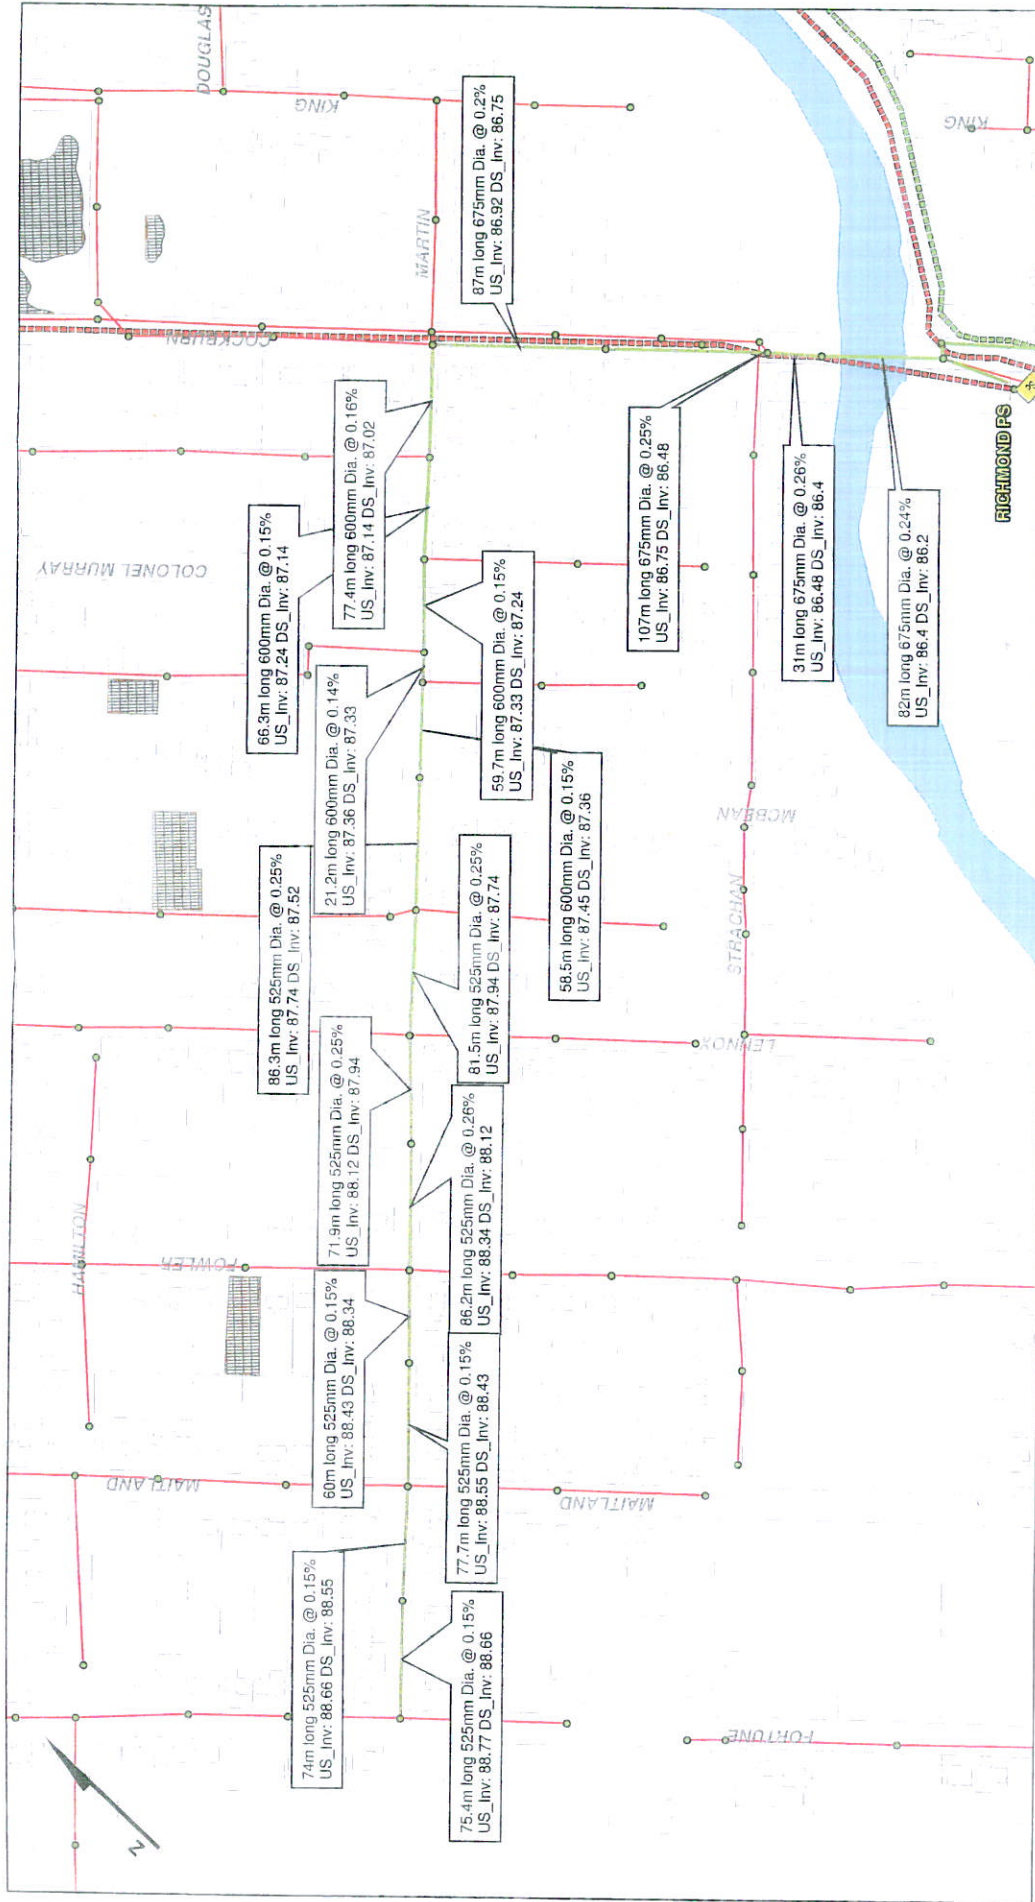 DOUGLAS
KING
MARTIN
COCKBURN
87m long 675mm Dia. @ 0.2%
US_Inv: 86.92 DS_Inv: 86.75
KING
COLONEL MURRAY
66.3m long 600mm Dia. @ 0.15%
US_Inv: 87.24 DS_Inv: 87.14
77.4m long 600mm Dia. @ 0.16%
US_Inv: 87.14 DS_Inv: 87.02
107m long 675mm Dia. @ 0.25%
US_Inv: 86.75 DS_Inv: 86.48
31m long 675mm Dia. @ 0.26%
US_Inv: 86.48 DS_Inv: 86.4
82m long 675mm Dia. @ 0.24%
US_Inv: 86.4 DS_Inv: 86.2
RICHMOND PS
21.2m long 600mm Dia. @ 0.14%
US_Inv: 87.36 DS_Inv: 87.33
59.7m long 600mm Dia. @ 0.15%
US_Inv: 87.33 DS_Inv: 87.24
58.5m long 600mm Dia. @ 0.15%
US_Inv: 87.45 DS_Inv: 87.36
86.3m long 525mm Dia. @ 0.25%
US_Inv: 87.74 DS_Inv: 87.52
81.5m long 525mm Dia. @ 0.25%
US_Inv: 87.94 DS_Inv: 87.74
MCBEAN
STRACHAN
LENNOX
71.9m long 525mm Dia. @ 0.25%
US_Inv: 88.12 DS_Inv: 87.94
86.2m long 525mm Dia. @ 0.26%
US_Inv: 88.34 DS_Inv: 88.12
HAMILTON
FOWLER
60m long 525mm Dia. @ 0.15%
US_Inv: 88.43 DS_Inv: 88.34
77.7m long 525mm Dia. @ 0.15%
US_Inv: 88.55 DS_Inv: 88.43
MAITLAND
MAITLAND
74m long 525mm Dia. @ 0.15%
US_Inv: 88.66 DS_Inv: 88.55
75.4m long 525mm Dia. @ 0.15%
US_Inv: 88.77 DS_Inv: 88.66
FORTUNE
N